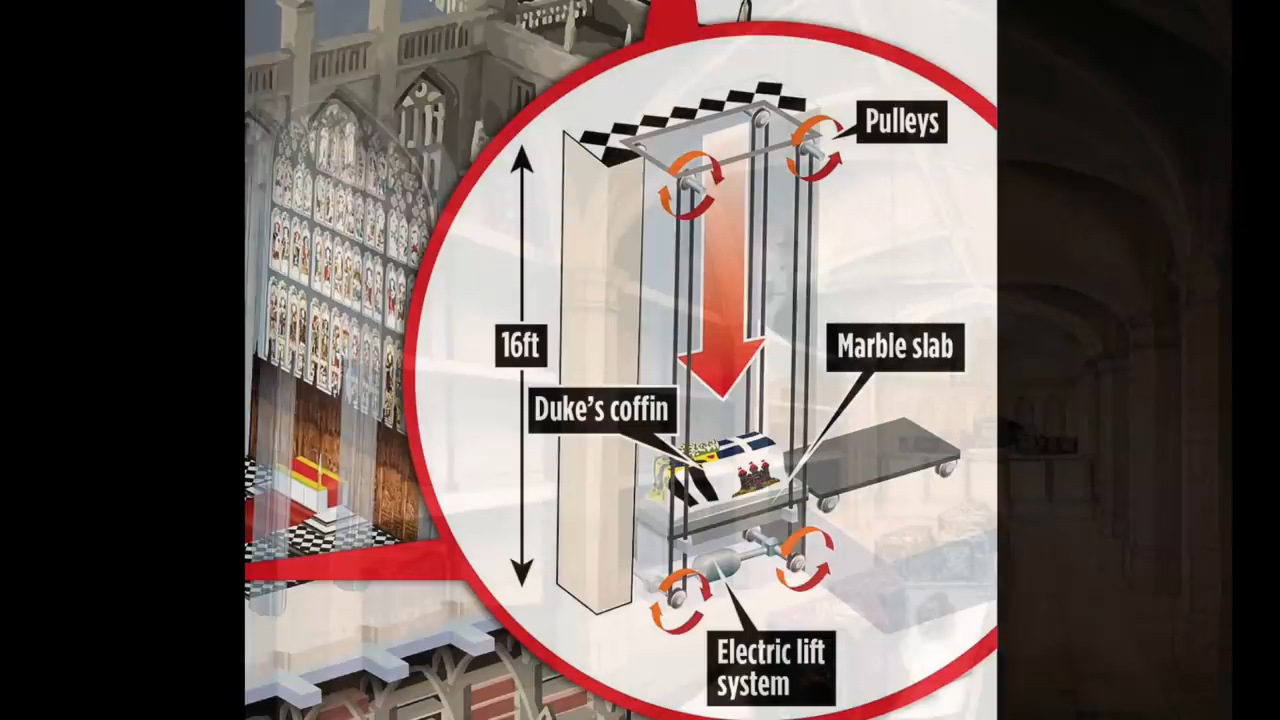 Pulleys
16ft
Marble slab
Duke's coffin
Electric lift
system